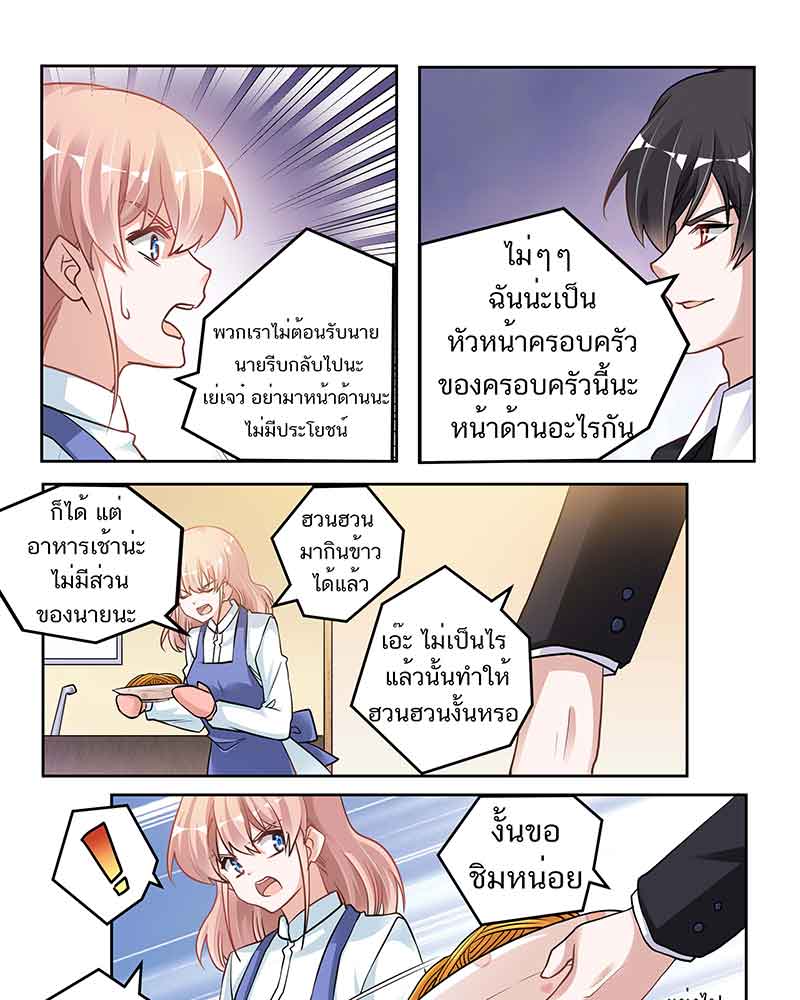 พวกเราไม่ต้อนรับนาย
นายรีบกลับไปนะ
เย่เจว๋ อย่ามาหน้าด้านนะ
ไม่มีประโยชน์
ไม่ๆๆ
ฉันน่ะเป็น
หัวหน้าครอบครัว
ของครอบครัวนี้นะ
หน้าด้านอะไรกัน
ก็ได้ แต่
อาหารเช้าน่ะ
ไม่มีส่วน
ของนายนะ
ฮวนฮวน
มากินข้าว
ได้แล้ว
เอ๊ะ ไม่เป็นไร
แล้วนั้นทำให้
ฮวนฮวนงั้นหรอ
!
งั้นขอ
ชิมหน่อย